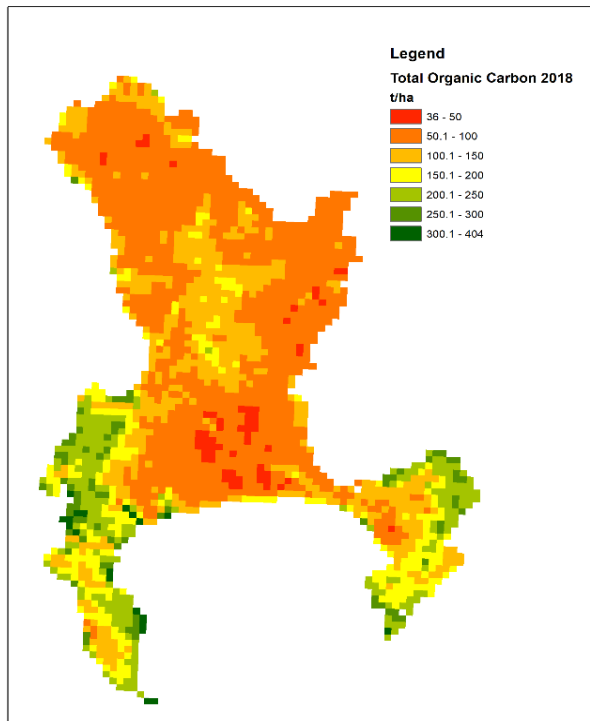 Legend
Total Organic Carbon 2018
t/ha
36 - 50
50.1 - 100
100.1 - 150
150.1 - 200
200.1 - 250
250.1 - 300
300.1 - 404